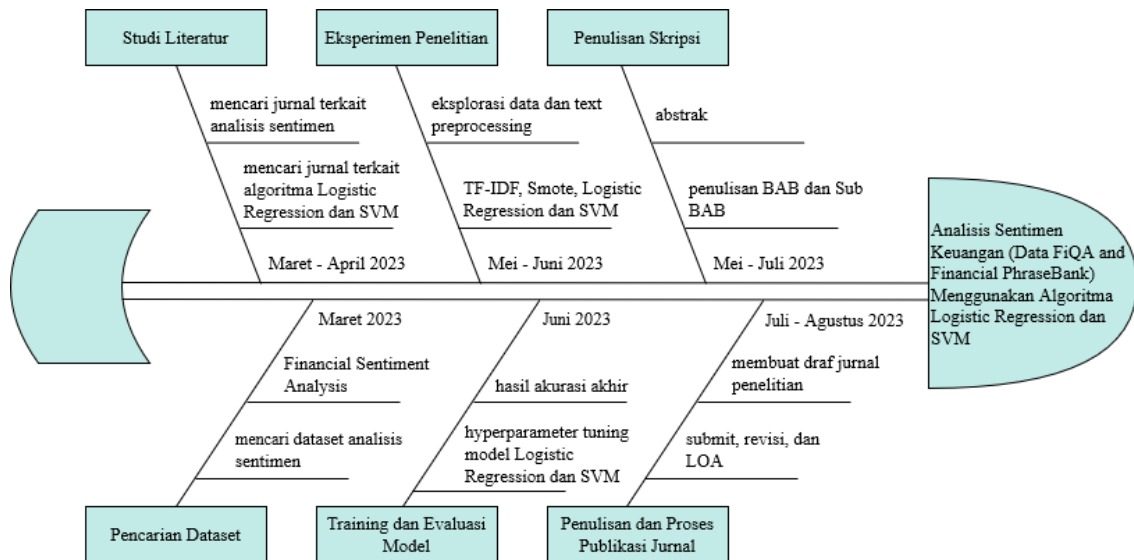 Studi Literatur
Eksperimen Penelitian
Penulisan Skripsi
mencari jurnal terkait
analisis sentimen
mencari jurnal terkait
algoritma Logistic
Regression dan SVM
Maret - April 2023
eksplorasi data dan text
preprocessing
TF-IDF, Smote, Logistic
Regression dan SVM
Mei - Juni 2023
abstrak
penulisan BAB dan Sub
BAB
Mei - Juli 2023
Analisis Sentimen
Keuangan (Data FiQA and
Financial PhraseBank)
Menggunakan Algoritma
Logistic Regression dan
SVM
Maret 2023
Financial Sentiment
Analysis
mencari dataset analisis
sentimen
Juni 2023
hasil akurasi akhir
hyperparameter tuning
model Logistic
Regression dan SVM
Juli - Agustus 2023
membuat draf jurnal
penelitian
submit, revisi, dan
LOA
Pencarian Dataset
Training dan Evaluasi
Model
Penulisan dan Proses
Publikasi Jurnal